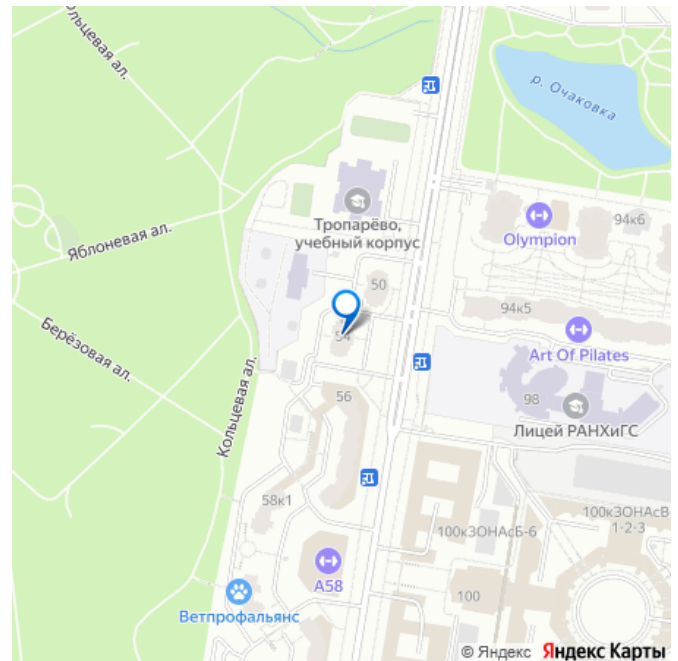 Кольцевая ал.
р. Очаковка
Тропарёво,
учебный корпус
Olympion
94к6
Яблоневая ал.
50
94к5
54
Art Of Pilates
Берёзовая ал.
Кольцевая ал.
56
98
Лицей РАНХиГС
58к1
100кЗОНАсБ-6
100кЗОНАсВ
1-2-3
А58
100
Ветпрофальянс
© Яндекс Яндекс Карты